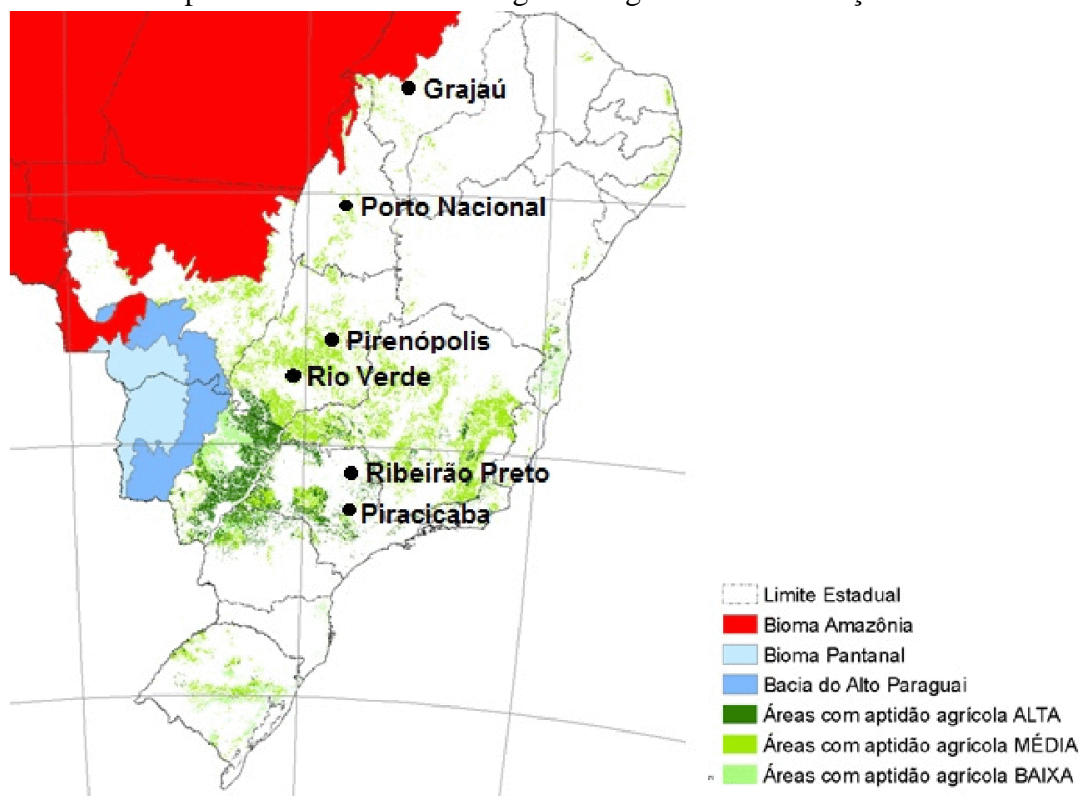 Grajaú
Porto Nacional
Pirenópolis
Rio Verde
Ribeirão Preto
Piracicaba
Limite Estadual
Bioma Amazônia
Bioma Pantanal
Bacia do Alto Paraguai
Áreas com aptidão agrícola ALTA
Áreas com aptidão agrícola MÉDIA
Áreas com aptidão agrícola BAIXA